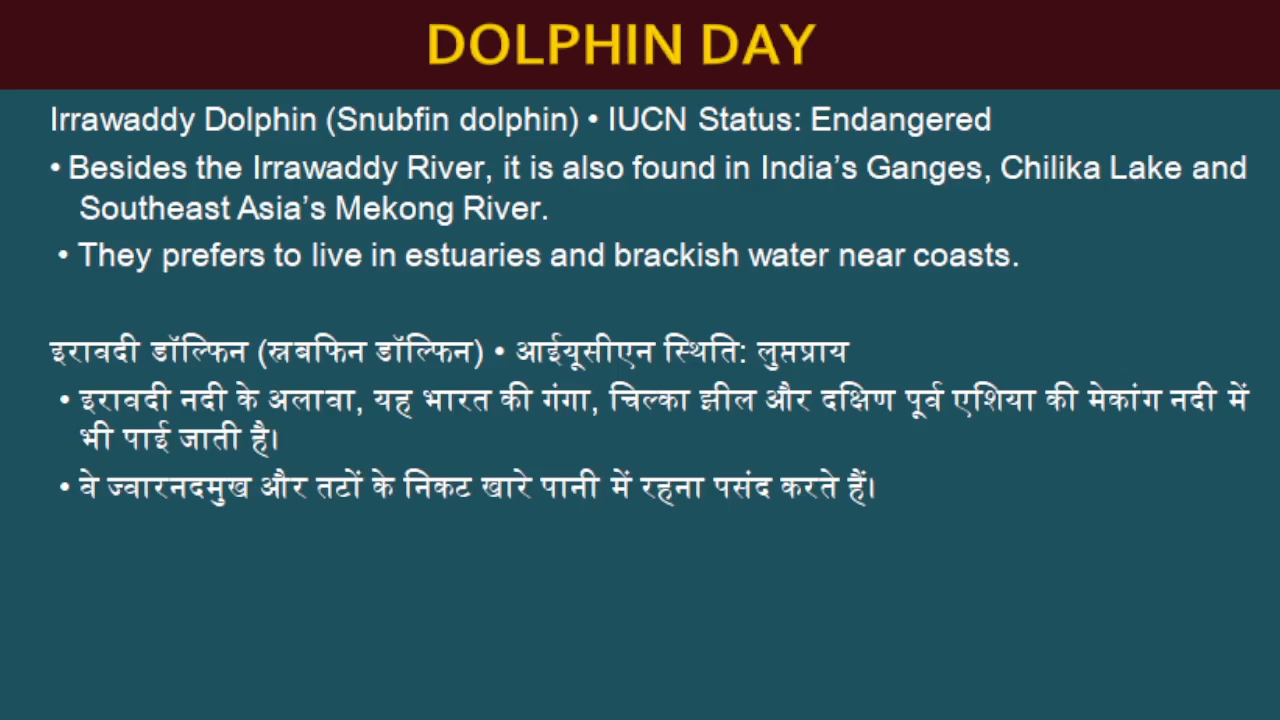 DOLPHIN DAY
Irrawaddy Dolphin (Snubfin dolphin) • IUCN Status: Endangered
• Besides the Irrawaddy River, it is also found in India’s Ganges, Chilika Lake and
Southeast Asia’s Mekong River.
• They prefers to live in estuaries and brackish water near coasts.
इरावदी डॉल्फिन (स्नबफिन डॉल्फिन) • आईयूसीएन स्थिति: लुप्तप्राय
• इरावदी नदी के अलावा, यह भारत की गंगा, चिल्का झील और दक्षिण पूर्व एशिया की मेकांग नदी में
भी पाई जाती है।
• वे ज्वारनदमुख और तटों के निकट खारे पानी में रहना पसंद करते हैं।